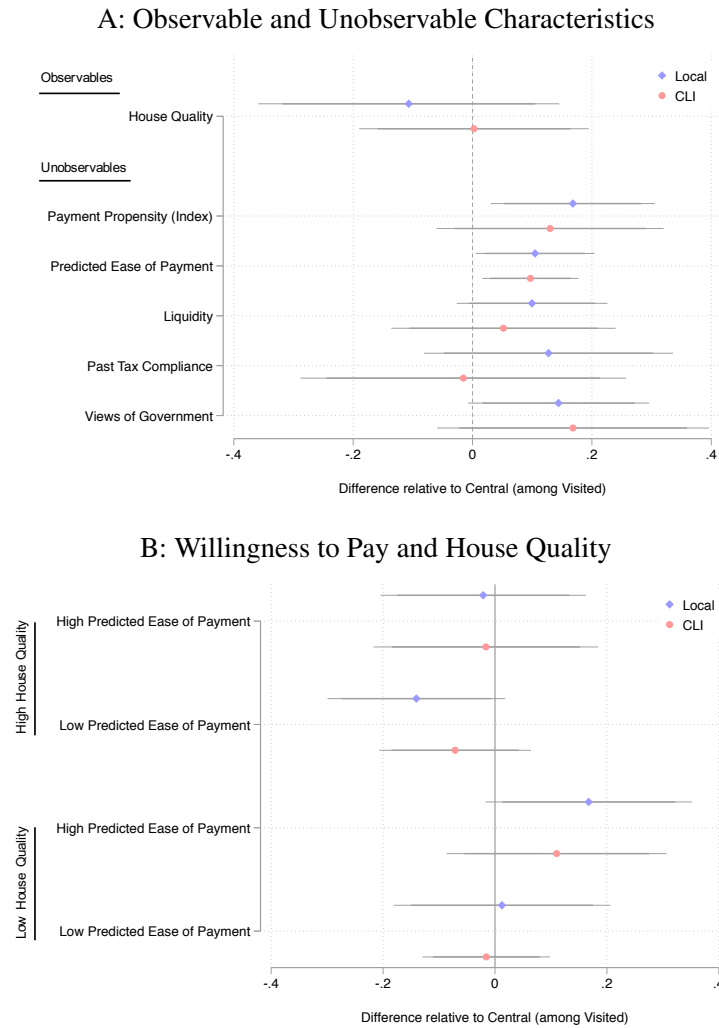 A: Observable and Unobservable Characteristics
Observables
Local
CLI
House Quality
Unobservables
Payment Propensity (Index)
Predicted Ease of Payment
Liquidity
Past Tax Compliance
Views of Government
-.4 -.2 0 .2 .4
Difference relative to Central (among Visited)
B: Willingness to Pay and House Quality
Local
CLI
High House Quality
High Predicted Ease of Payment
Low Predicted Ease of Payment
Low House Quality
High Predicted Ease of Payment
Low Predicted Ease of Payment
-.4 -.2 0 .2 .4
Difference relative to Central (among Visited)